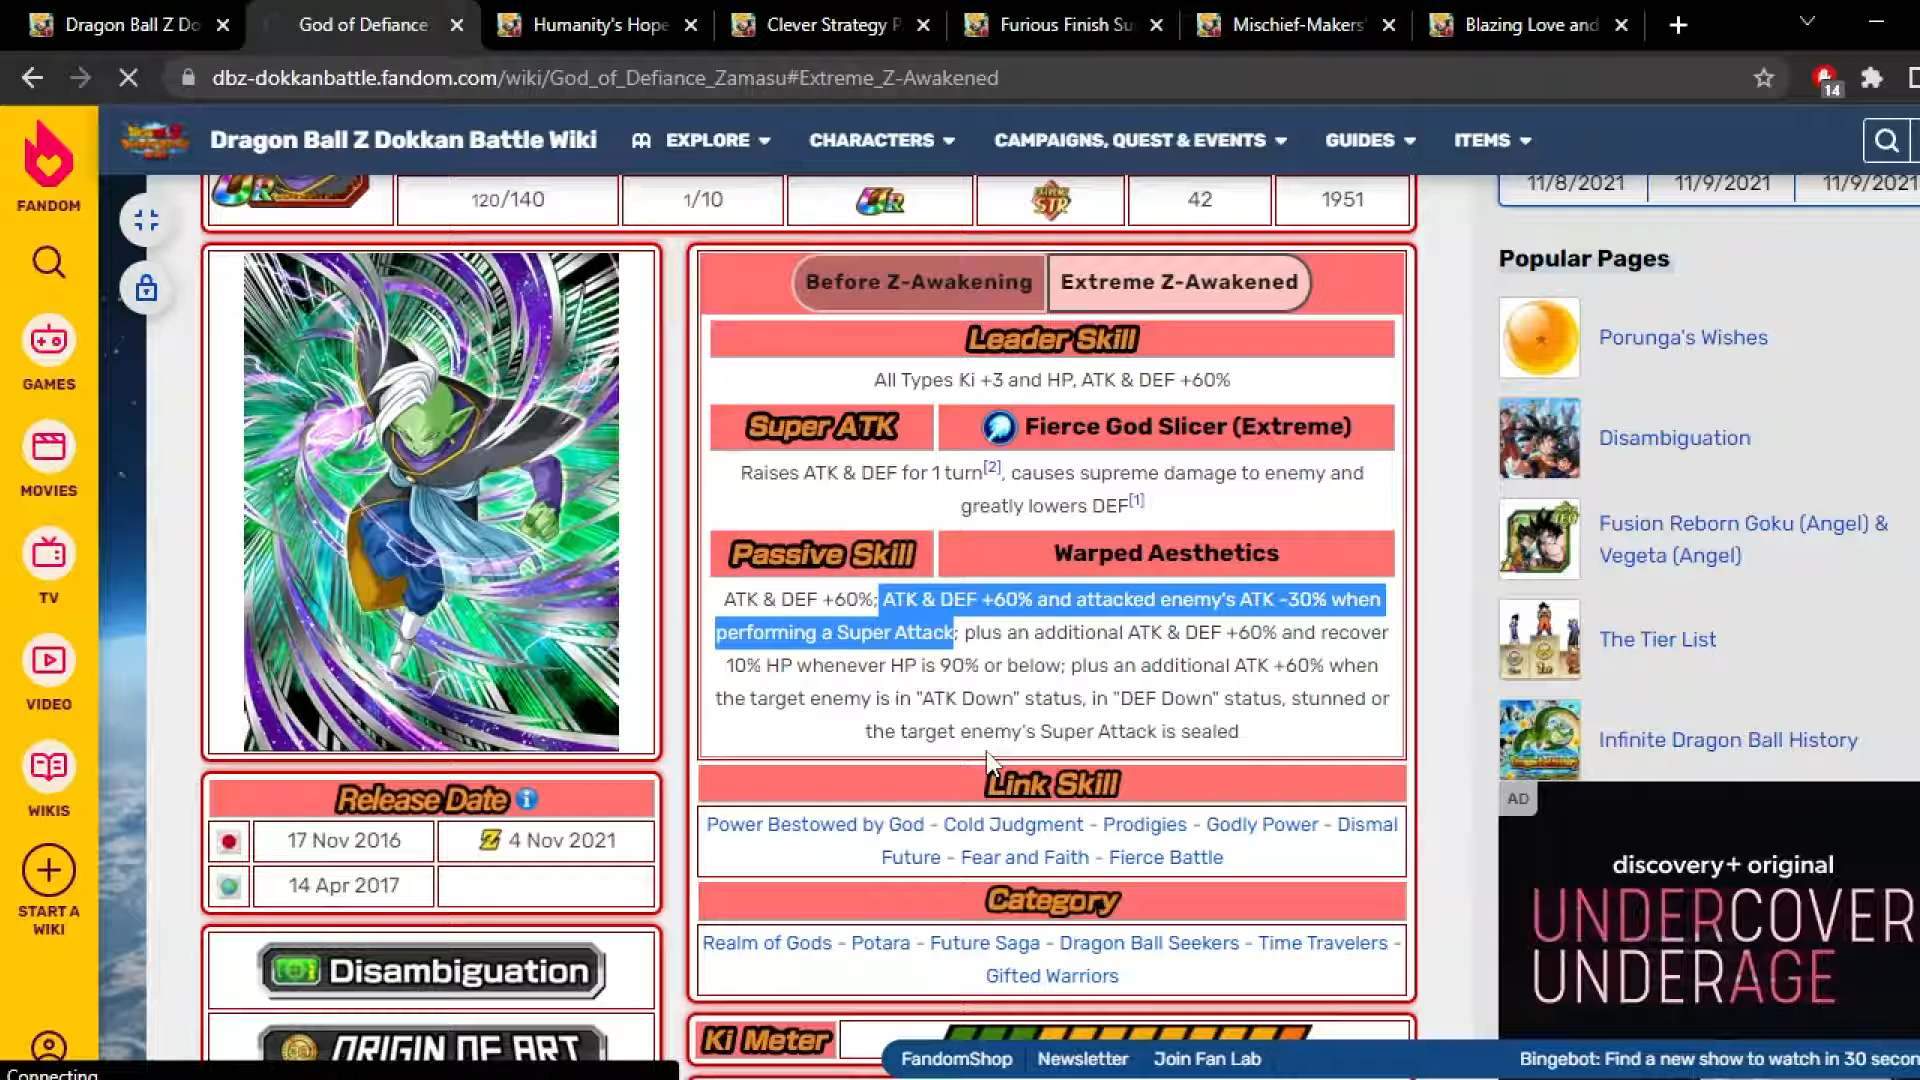 Dragon Ball Z Do
God of Defiance
Humanity's Hope
Clever Strategy P
Furious Finish Su
Mischief-Makers'
Blazing Love and
dbz-dokkanbattle.fandom.com/wiki/God_of_Defiance_Zamasu#Extreme_Z-Awakened
14
FANDOM
GAMES
MOVIES
TV
VIDEO
WIKIS
START A
WIKI
Dragon Ball Z Dokkan Battle Wiki
EXPLORE
CHARACTERS
CAMPAIGNS, QUEST & EVENTS
GUIDES
ITEMS
UR
120/140
1/10
UR
EXTREME
STR
42
1951
Before Z-Awakening
Extreme Z-Awakened
Leader Skill
All Types Ki +3 and HP, ATK & DEF +60%
Super ATK
Fierce God Slicer (Extreme)
Raises ATK & DEF for 1 turn[2], causes supreme damage to enemy and
greatly lowers DEF[1]
Passive Skill
Warped Aesthetics
ATK & DEF +60%; ATK & DEF +60% and attacked enemy's ATK -30% when
performing a Super Attack; plus an additional ATK & DEF +60% and recover
10% HP whenever HP is 90% or below; plus an additional ATK +60% when
the target enemy is in "ATK Down" status, in "DEF Down" status, stunned or
the target enemy's Super Attack is sealed
Link Skill
Power Bestowed by God - Cold Judgment - Prodigies - Godly Power - Dismal
Future - Fear and Faith - Fierce Battle
Category
Realm of Gods - Potara - Future Saga - Dragon Ball Seekers - Time Travelers -
Gifted Warriors
Ki Meter
Release Date
17 Nov 2016
Z 4 Nov 2021
14 Apr 2017
Disambiguation
ORIGIN OF ART
11/8/2021
11/9/2021
11/9/2021
Popular Pages
Porunga's Wishes
Disambiguation
Fusion Reborn Goku (Angel) &
Vegeta (Angel)
The Tier List
Infinite Dragon Ball History
AD
discovery+ original
UNDERCOVER
UNDERAGE
FandomShop
Newsletter
Join Fan Lab
Bingebot: Find a new show to watch in 30 secon
Connecting